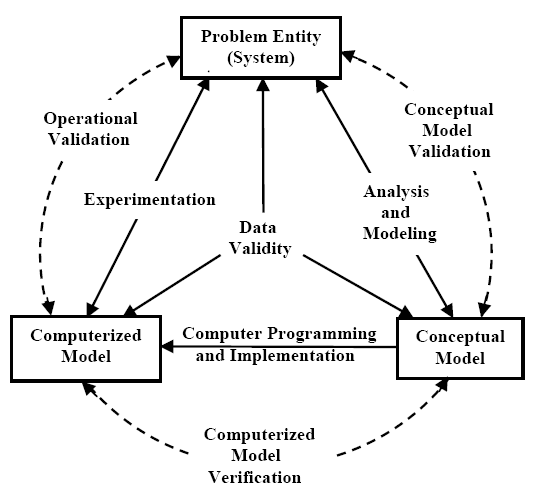 Problem Entity
(System)
Operational
Validation
Conceptual
Model
Validation
Experimentation
Analysis
and
Modeling
Data
Validity
Computerized
Model
Computer Programming
and Implementation
Conceptual
Model
Computerized
Model
Verification